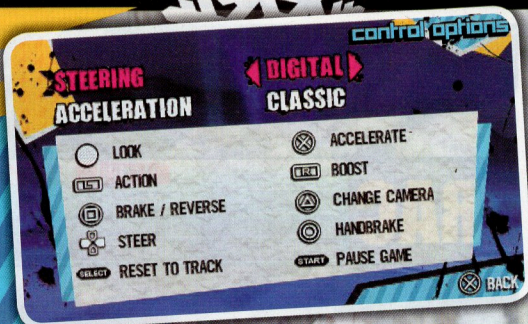 control options
STEERING DIGITAL
ACCELERATION CLASSIC
LOOK ACCELERATE
ACTION BOOST
BRAKE / REVERSE CHANGE CAMERA
STEER HANDBRAKE
SELECT RESET TO TRACK START PAUSE GAME
BACK